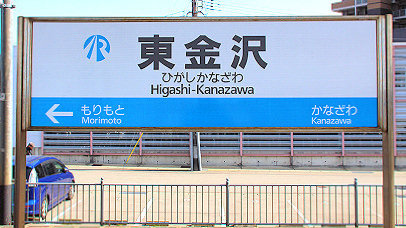 東金沢
ひがしかなざわ
Higashi-Kanazawa
もりもと かなざわ
Morimoto Kanazawa